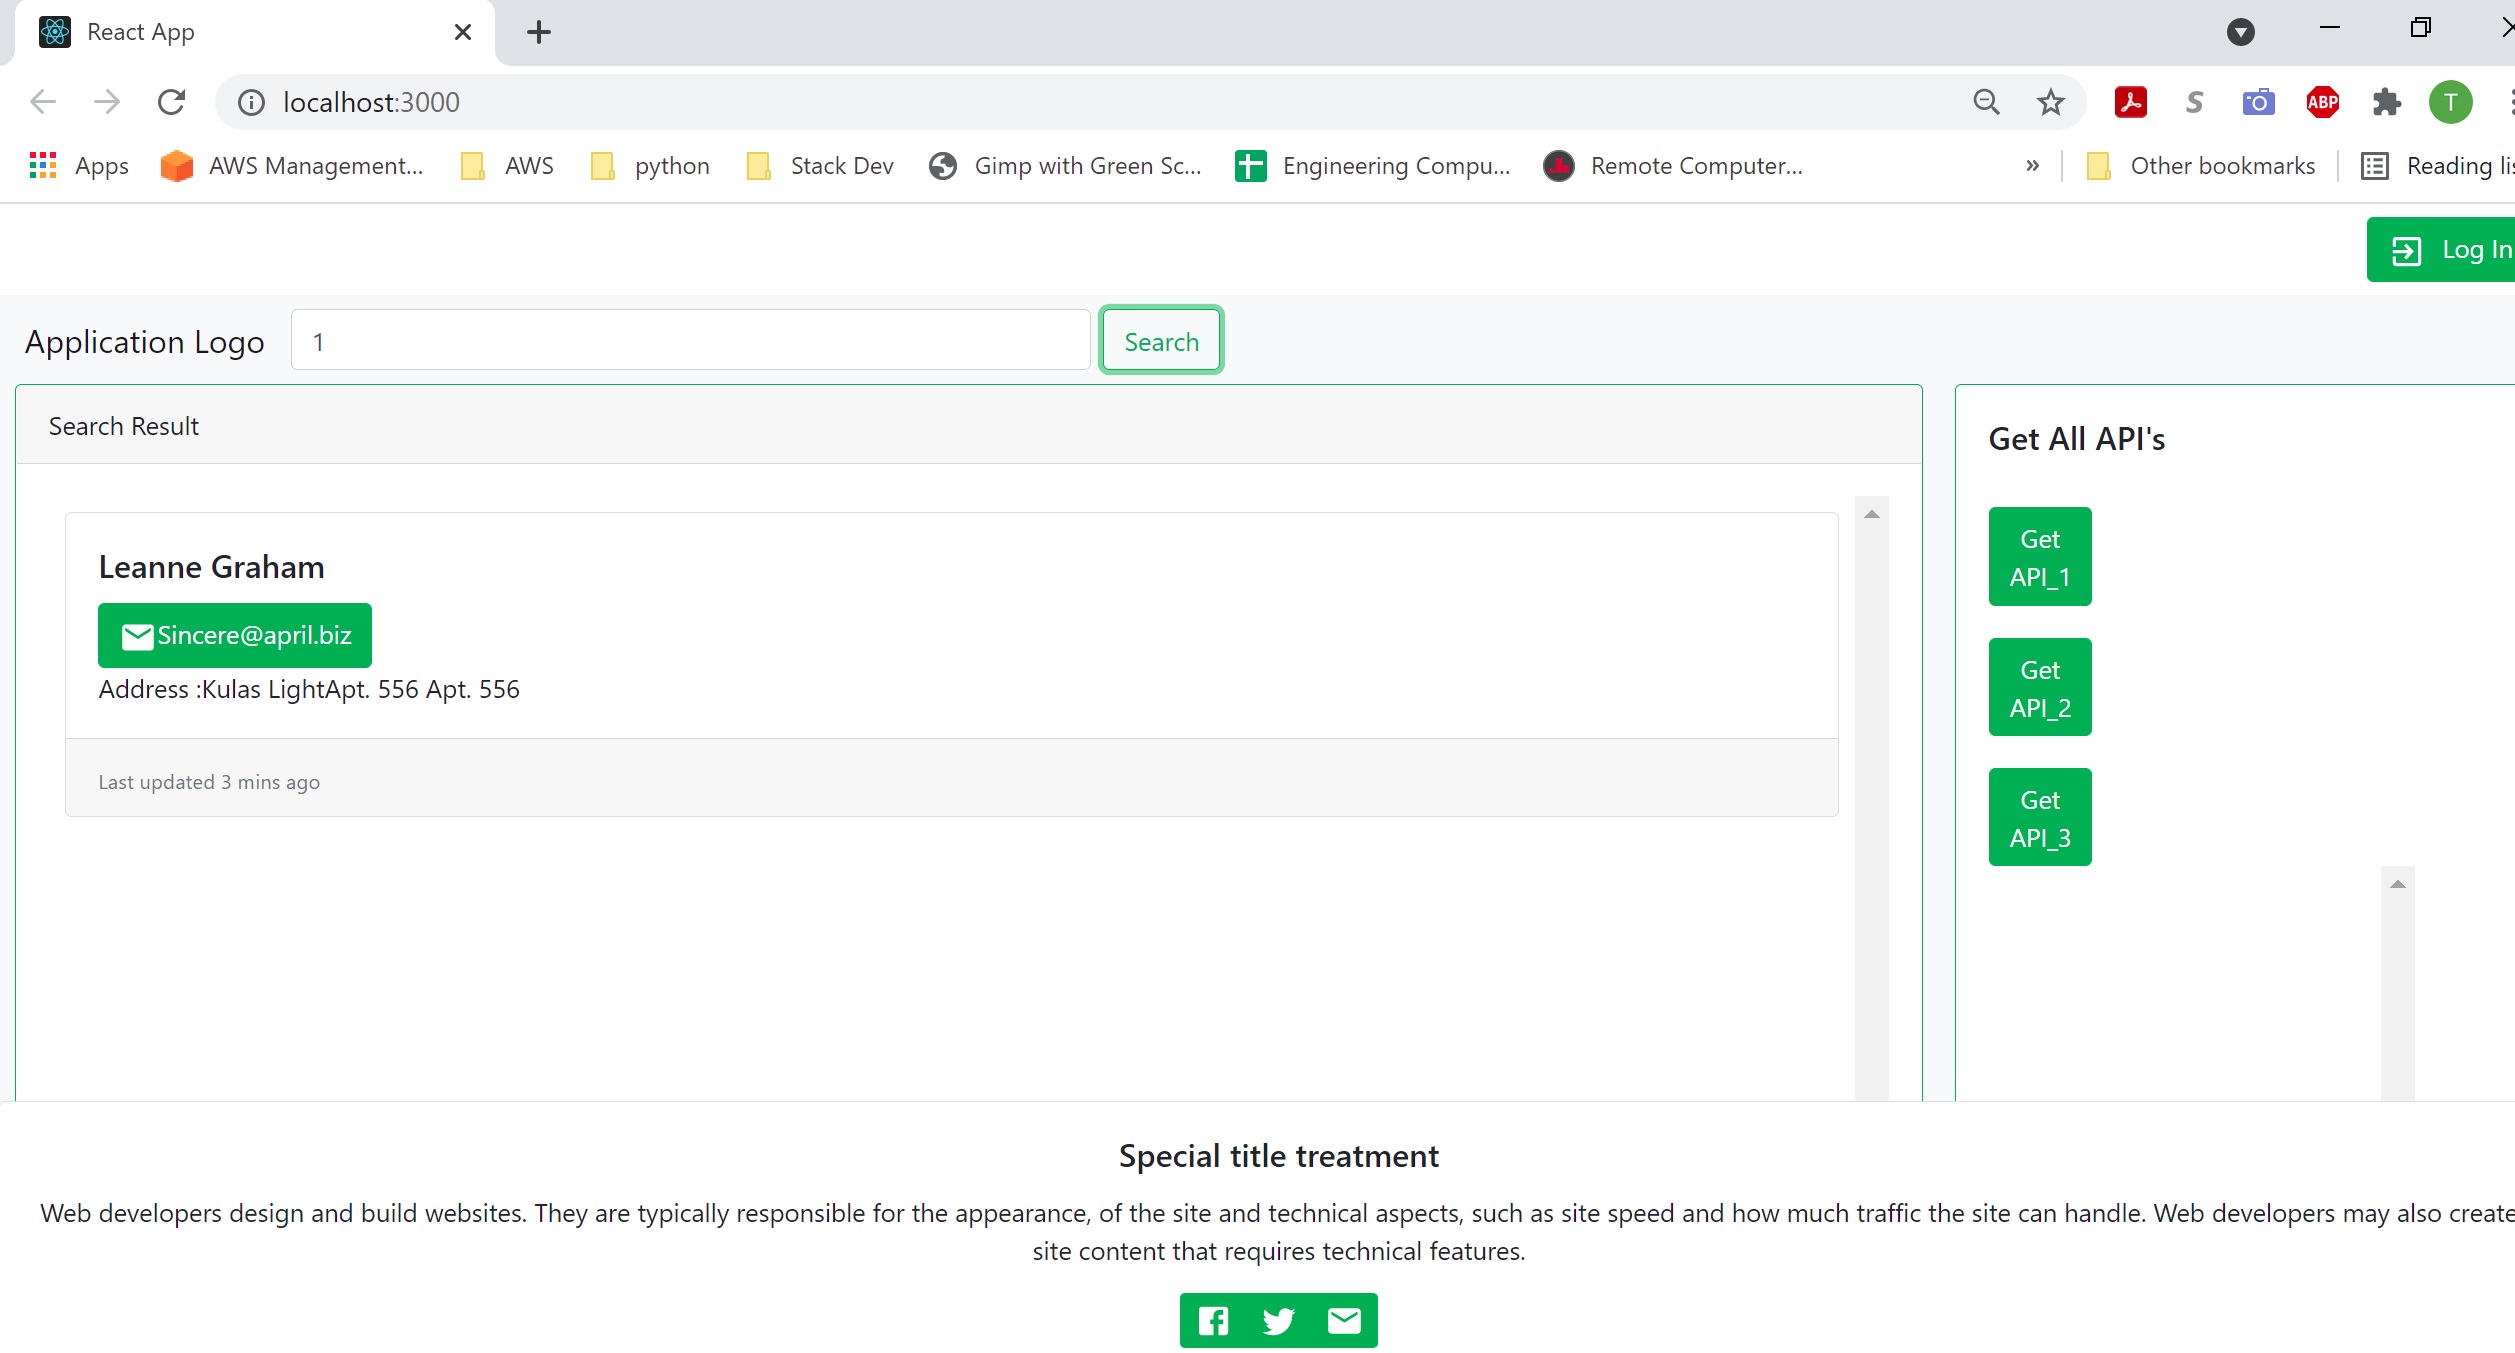 React App
localhost:3000
ABP
T
Apps
AWS Management...
AWS
python
Stack Dev
Gimp with Green Sc...
Engineering Compu...
Remote Computer...
»
Other bookmarks
Reading lis
Log In
Application Logo
1
Search
Search Result
Leanne Graham
Sincere@april.biz
Address :Kulas LightApt. 556 Apt. 556
Last updated 3 mins ago
Get All API's
Get
API_1
Get
API_2
Get
API_3
Special title treatment
Web developers design and build websites. They are typically responsible for the appearance, of the site and technical aspects, such as site speed and how much traffic the site can handle. Web developers may also create
site content that requires technical features.